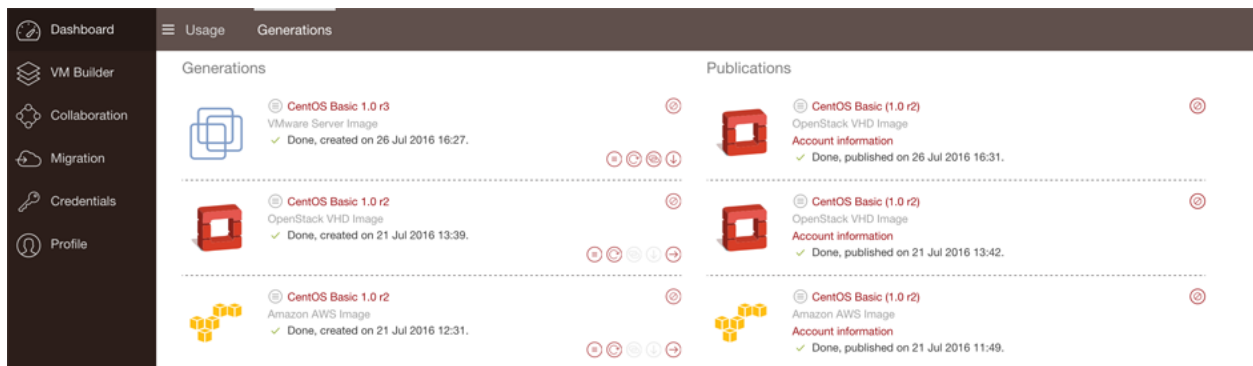 Dashboard
VM Builder
Collaboration
Migration
Credentials
Profile
Usage
Generations
Generations
CentOS Basic 1.0 r3
VMware Server Image
Done, created on 26 Jul 2016 16:27.
CentOS Basic 1.0 r2
OpenStack VHD Image
Done, created on 21 Jul 2016 13:39.
CentOS Basic 1.0 r2
Amazon AWS Image
Done, created on 21 Jul 2016 12:31.
Publications
CentOS Basic (1.0 r2)
OpenStack VHD Image
Account information
Done, published on 26 Jul 2016 16:31.
CentOS Basic (1.0 r2)
OpenStack VHD Image
Account information
Done, published on 21 Jul 2016 13:42.
CentOS Basic (1.0 r2)
Amazon AWS Image
Account information
Done, published on 21 Jul 2016 11:49.